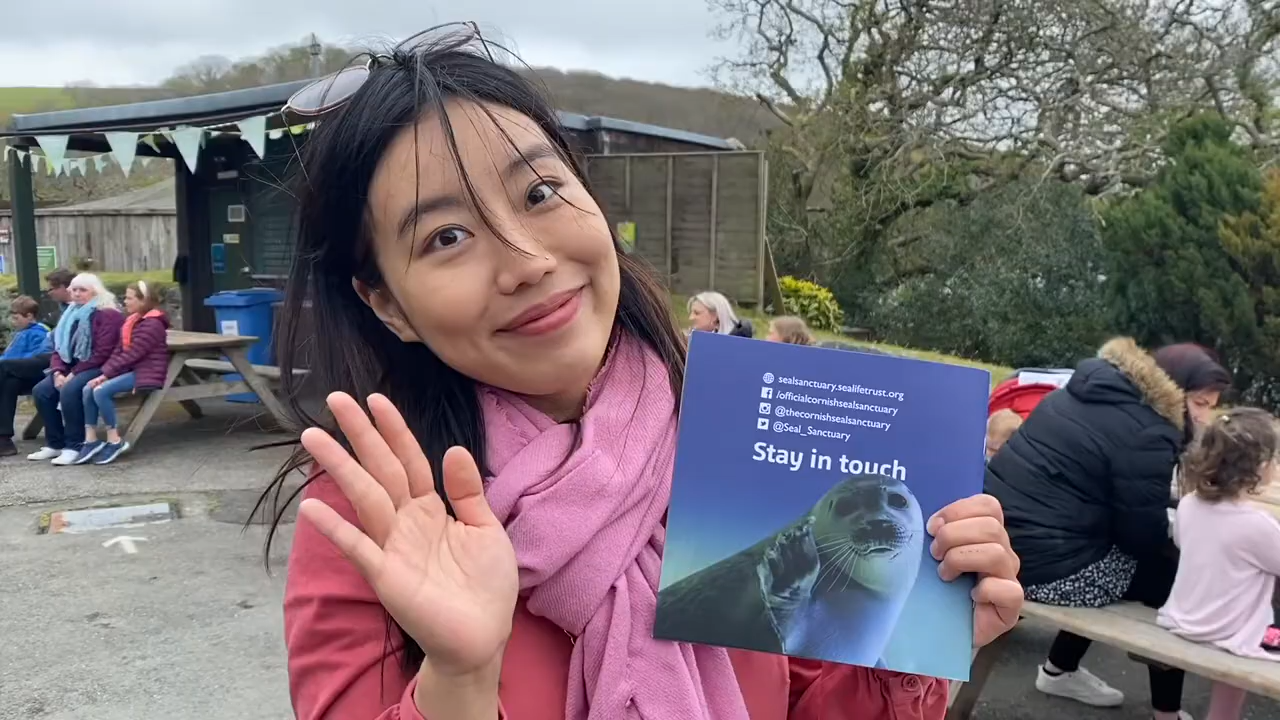 sealsanctuary.sealifetrust.org
/officialcornishsealsanctuary
@thecornishsealsanctuary
@Seal_Sanctuary
Stay in touch